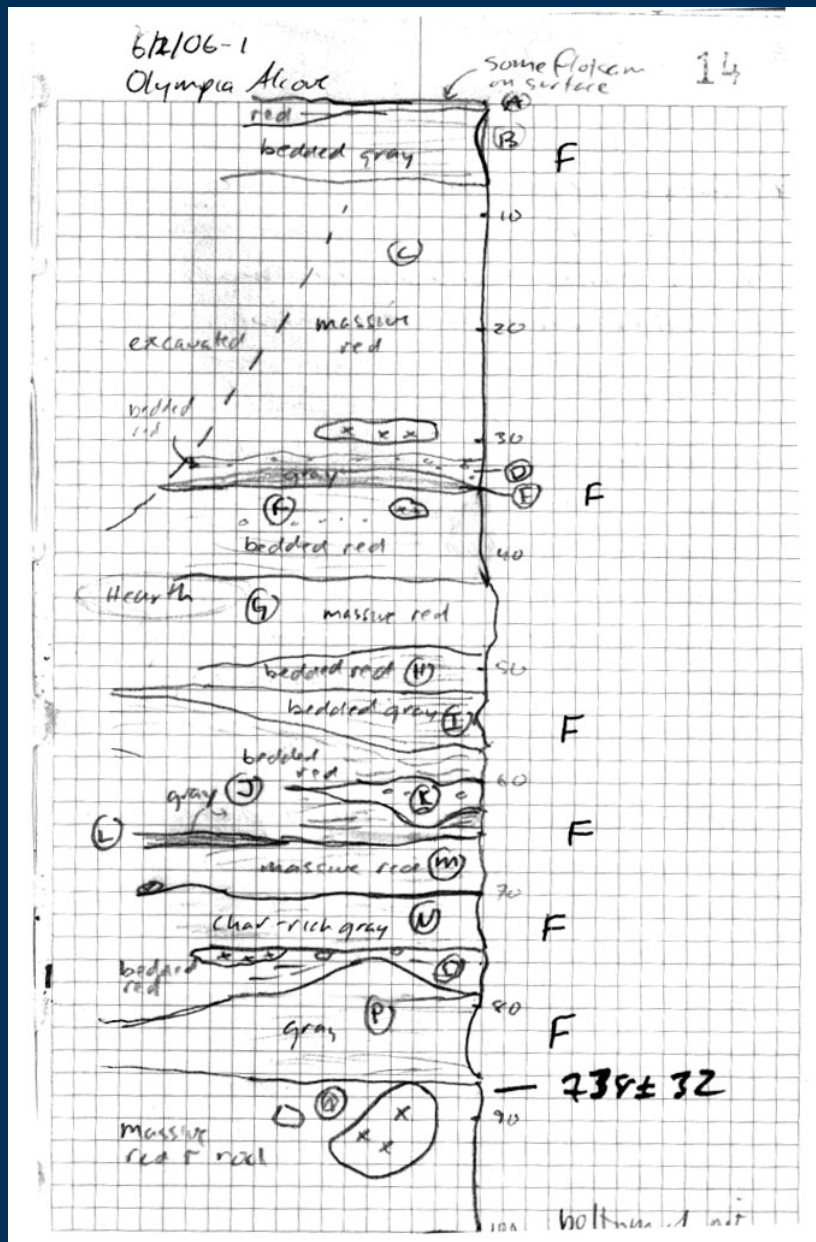 6/2/06-1
Olympia Alcove
some flotsam
on surface
14
A
red
B
bedded gray
F
10
C
massive
red
20
excavated
bedded
red
30
D
gray
E
F
F
bedded red
40
Hearth
G
massive red
bedded red H
50
bedded gray I
F
bedded
red
60
J
gray
K
L
F
massive red M
70
char-rich gray N
F
bedded
red
O
80
P
gray
F
738± 32
90
massive
red
100